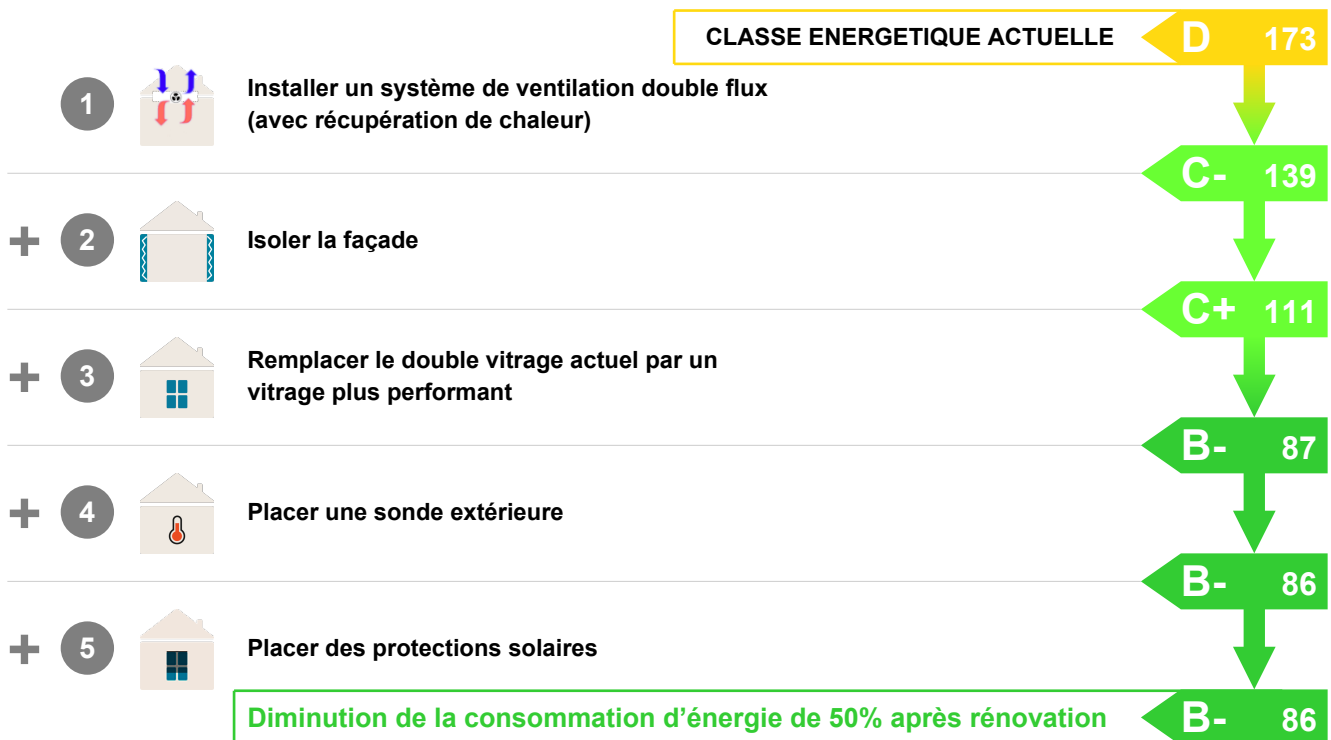 CLASSE ENERGETIQUE ACTUELLE D 173
1 Installer un système de ventilation double flux
(avec récupération de chaleur)
C- 139
+ 2 Isoler la façade
C+ 111
+ 3 Remplacer le double vitrage actuel par un
vitrage plus performant
B- 87
+ 4 Placer une sonde extérieure
B- 86
+ 5 Placer des protections solaires
Diminution de la consommation d’énergie de 50% après rénovation B- 86